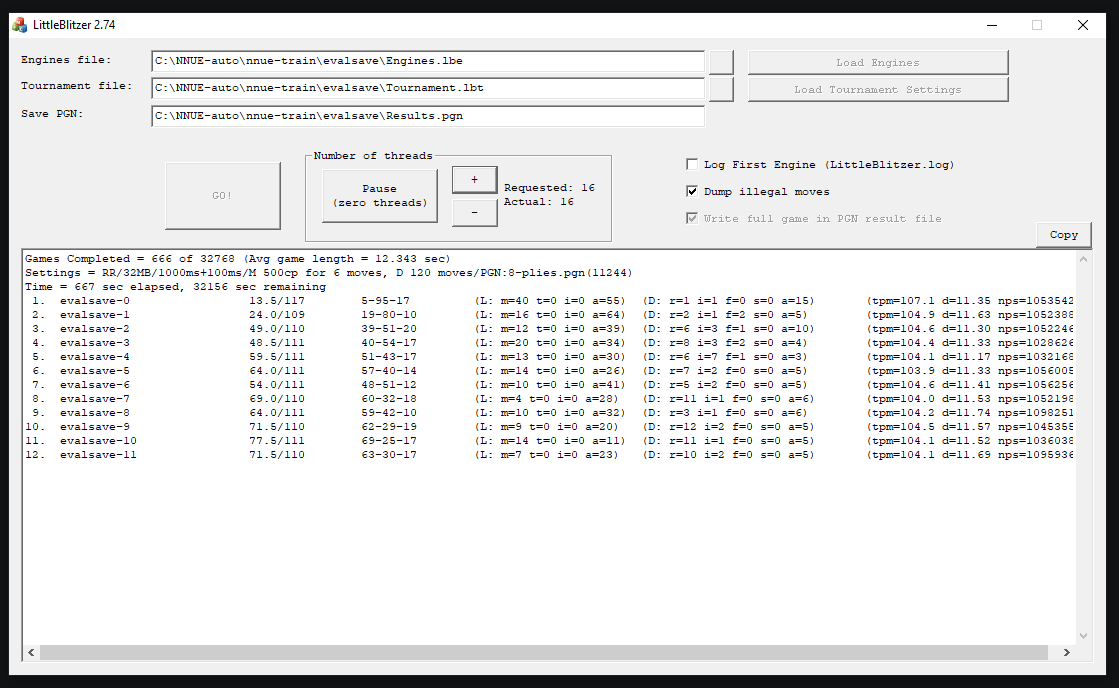 LittleBlitzer 2.74
Engines file: C:\NNUE-auto\nnue-train\evalsave\Engines.lbe Load Engines
Tournament file: C:\NNUE-auto\nnue-train\evalsave\Tournament.lbt Load Tournament Settings
Save PGN: C:\NNUE-auto\nnue-train\evalsave\Results.pgn
GO!
Number of threads
Pause
(zero threads)
+
-
Requested: 16
Actual: 16
Log First Engine (LittleBlitzer.log)
Dump illegal moves
Write full game in PGN result file
Copy
Games Completed = 666 of 32768 (Avg game length = 12.343 sec)
Settings = RR/32MB/1000ms+100ms/M 500cp for 6 moves, D 120 moves/PGN:8-plies.pgn(11244)
Time = 667 sec elapsed, 32156 sec remaining
1. evalsave-0 13.5/117 5-95-17 (L: m=40 t=0 i=0 a=55) (D: r=1 i=1 f=0 s=0 a=15) (tpm=107.1 d=11.35 nps=1053542
2. evalsave-1 24.0/109 19-80-10 (L: m=16 t=0 i=0 a=64) (D: r=2 i=1 f=2 s=0 a=5) (tpm=104.9 d=11.63 nps=1052388
3. evalsave-2 49.0/110 39-51-20 (L: m=12 t=0 i=0 a=39) (D: r=6 i=3 f=1 s=0 a=10) (tpm=104.6 d=11.30 nps=1052246
4. evalsave-3 48.5/111 40-54-17 (L: m=20 t=0 i=0 a=34) (D: r=8 i=3 f=2 s=0 a=4) (tpm=104.4 d=11.33 nps=1028626
5. evalsave-4 59.5/111 51-43-17 (L: m=13 t=0 i=0 a=30) (D: r=6 i=7 f=1 s=0 a=3) (tpm=104.1 d=11.17 nps=1032168
6. evalsave-5 64.0/111 57-40-14 (L: m=14 t=0 i=0 a=26) (D: r=7 i=2 f=0 s=0 a=5) (tpm=103.9 d=11.33 nps=1056005
7. evalsave-6 54.0/111 48-51-12 (L: m=10 t=0 i=0 a=41) (D: r=5 i=2 f=0 s=0 a=5) (tpm=104.6 d=11.41 nps=1056256
8. evalsave-7 69.0/110 60-32-18 (L: m=4 t=0 i=0 a=28) (D: r=11 i=1 f=0 s=0 a=6) (tpm=104.0 d=11.53 nps=1052198
9. evalsave-8 64.0/111 59-42-10 (L: m=10 t=0 i=0 a=32) (D: r=3 i=1 f=0 s=0 a=6) (tpm=104.2 d=11.74 nps=1098251
10. evalsave-9 71.5/110 62-29-19 (L: m=9 t=0 i=0 a=20) (D: r=12 i=2 f=0 s=0 a=5) (tpm=104.5 d=11.57 nps=1045355
11. evalsave-10 77.5/111 69-25-17 (L: m=14 t=0 i=0 a=11) (D: r=11 i=1 f=0 s=0 a=5) (tpm=104.1 d=11.52 nps=1036038
12. evalsave-11 71.5/110 63-30-17 (L: m=7 t=0 i=0 a=23) (D: r=10 i=2 f=0 s=0 a=5) (tpm=104.1 d=11.69 nps=1095936